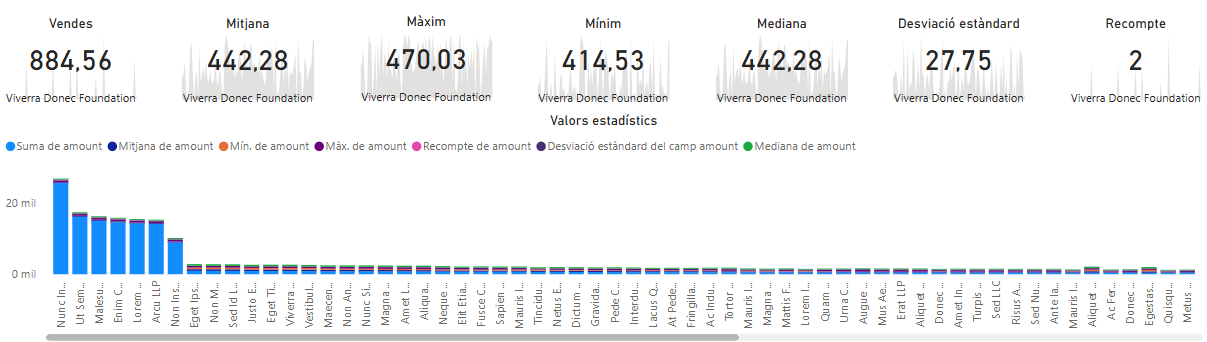 Vendes
884,56
Viverra Donec Foundation
Mitjana
442,28
Viverra Donec Foundation
Màxim
470,03
Viverra Donec Foundation
Mínim
414,53
Viverra Donec Foundation
Mediana
442,28
Viverra Donec Foundation
Desviació estàndard
27,75
Viverra Donec Foundation
Recompte
2
Viverra Donec Foundation
Valors estadístics
Suma de amount Mitjana de amount Mín. de amount Màx. de amount Recompte de amount Desviació estàndard del camp amount Mediana de amount
20 mil
0 mil
Nunc In...
Ut Sem...
Malesu...
Enim C...
Lorem ...
Arcu LLP
Non Ins...
Eget Ips...
Non M...
Sed Id L...
Justo E...
Eget Ti...
Viverra ...
Vestibul...
Maecen...
Non An...
Nunc Si...
Magna ...
Amet L...
Aliqua...
Neque ...
Elit Etia...
Fusce C...
Sapien ...
Mauris I...
Tincidu...
Netus E...
Dictum ...
Gravida...
Pede C...
Interdu...
Lacus Q...
At Pede...
Fringilla...
Ac Indu...
Tortor ...
Mauris I...
Magna ...
Mattis F...
Lorem I...
Quam ...
Urna C...
Augue ...
Mus Ae...
Erat LLP
Aliquet ...
Donec ...
Amet In...
Turpis ...
Sed LLC
Risus A...
Sed Nu...
Ante Ia...
Mauris I...
Aliquet ...
Ac Fer...
Donec ...
Egestas...
Quisqu...
Metus ...